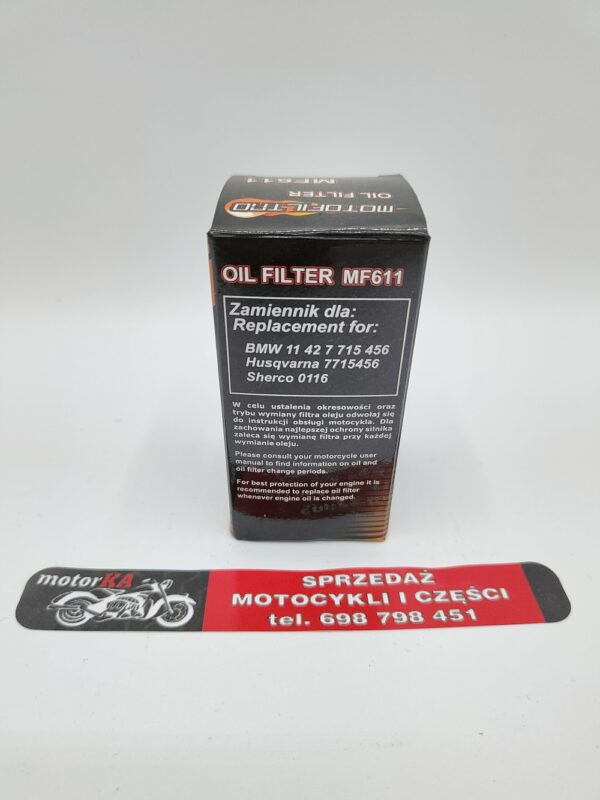 MF611
OIL FILTER
MOTOFILTRO
OIL FILTER MF611
Zamiennik dla:
Replacement for:
BMW 11 42 7 715 456
Husqvarna 7715456
Sherco 0116
W celu ustalenia okresowości oraz
trybu wymiany filtra oleju odwołaj się
do instrukcji obsługi motocykla. Dla
zachowania najlepszej ochrony silnika
zaleca się wymianę filtra przy każdej
wymianie oleju.
Please consult your motorcycle user
manual to find information on oil and
oil filter change periods.
For best protection of your engine it is
recommended to replace oil filter
whenever engine oil is changed.
motorKA
SPRZEDAŻ
MOTOCYKLI I CZĘŚCI
tel. 698 798 451